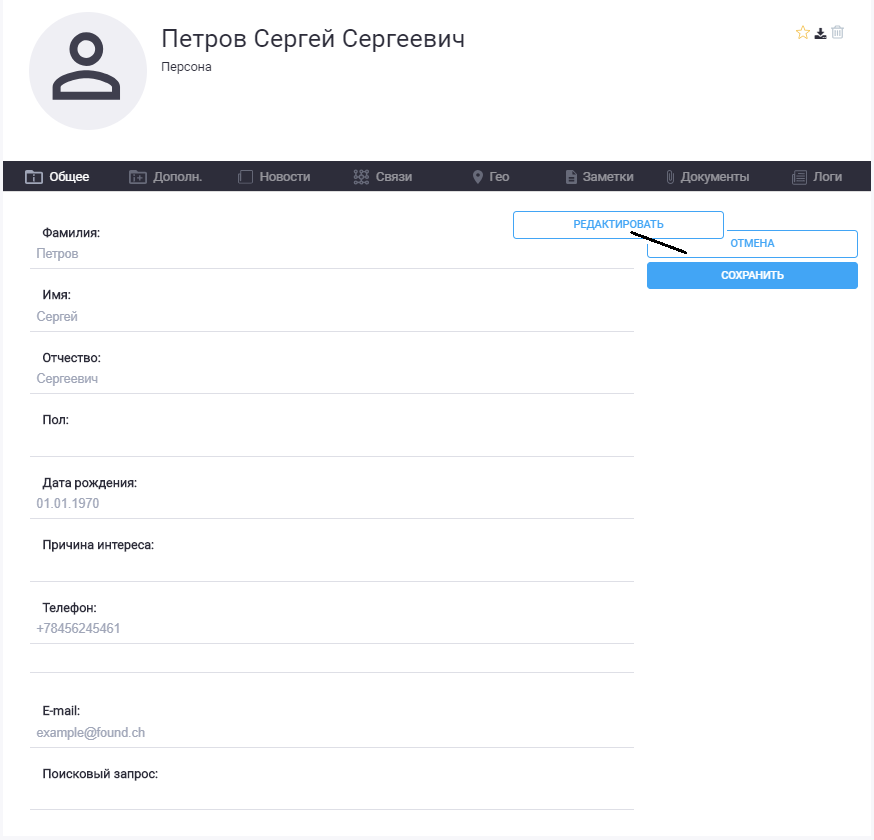 Петров Сергей Сергеевич
Персона
Общее Дополн. Новости Связи Гео Заметки Документы Логи
РЕДАКТИРОВАТЬ
ОТМЕНА
СОХРАНИТЬ
Фамилия:
Петров
Имя:
Сергей
Отчество:
Сергеевич
Пол:
Дата рождения:
01.01.1970
Причина интереса:
Телефон:
+78456245461
E-mail:
example@found.ch
Поисковый запрос: